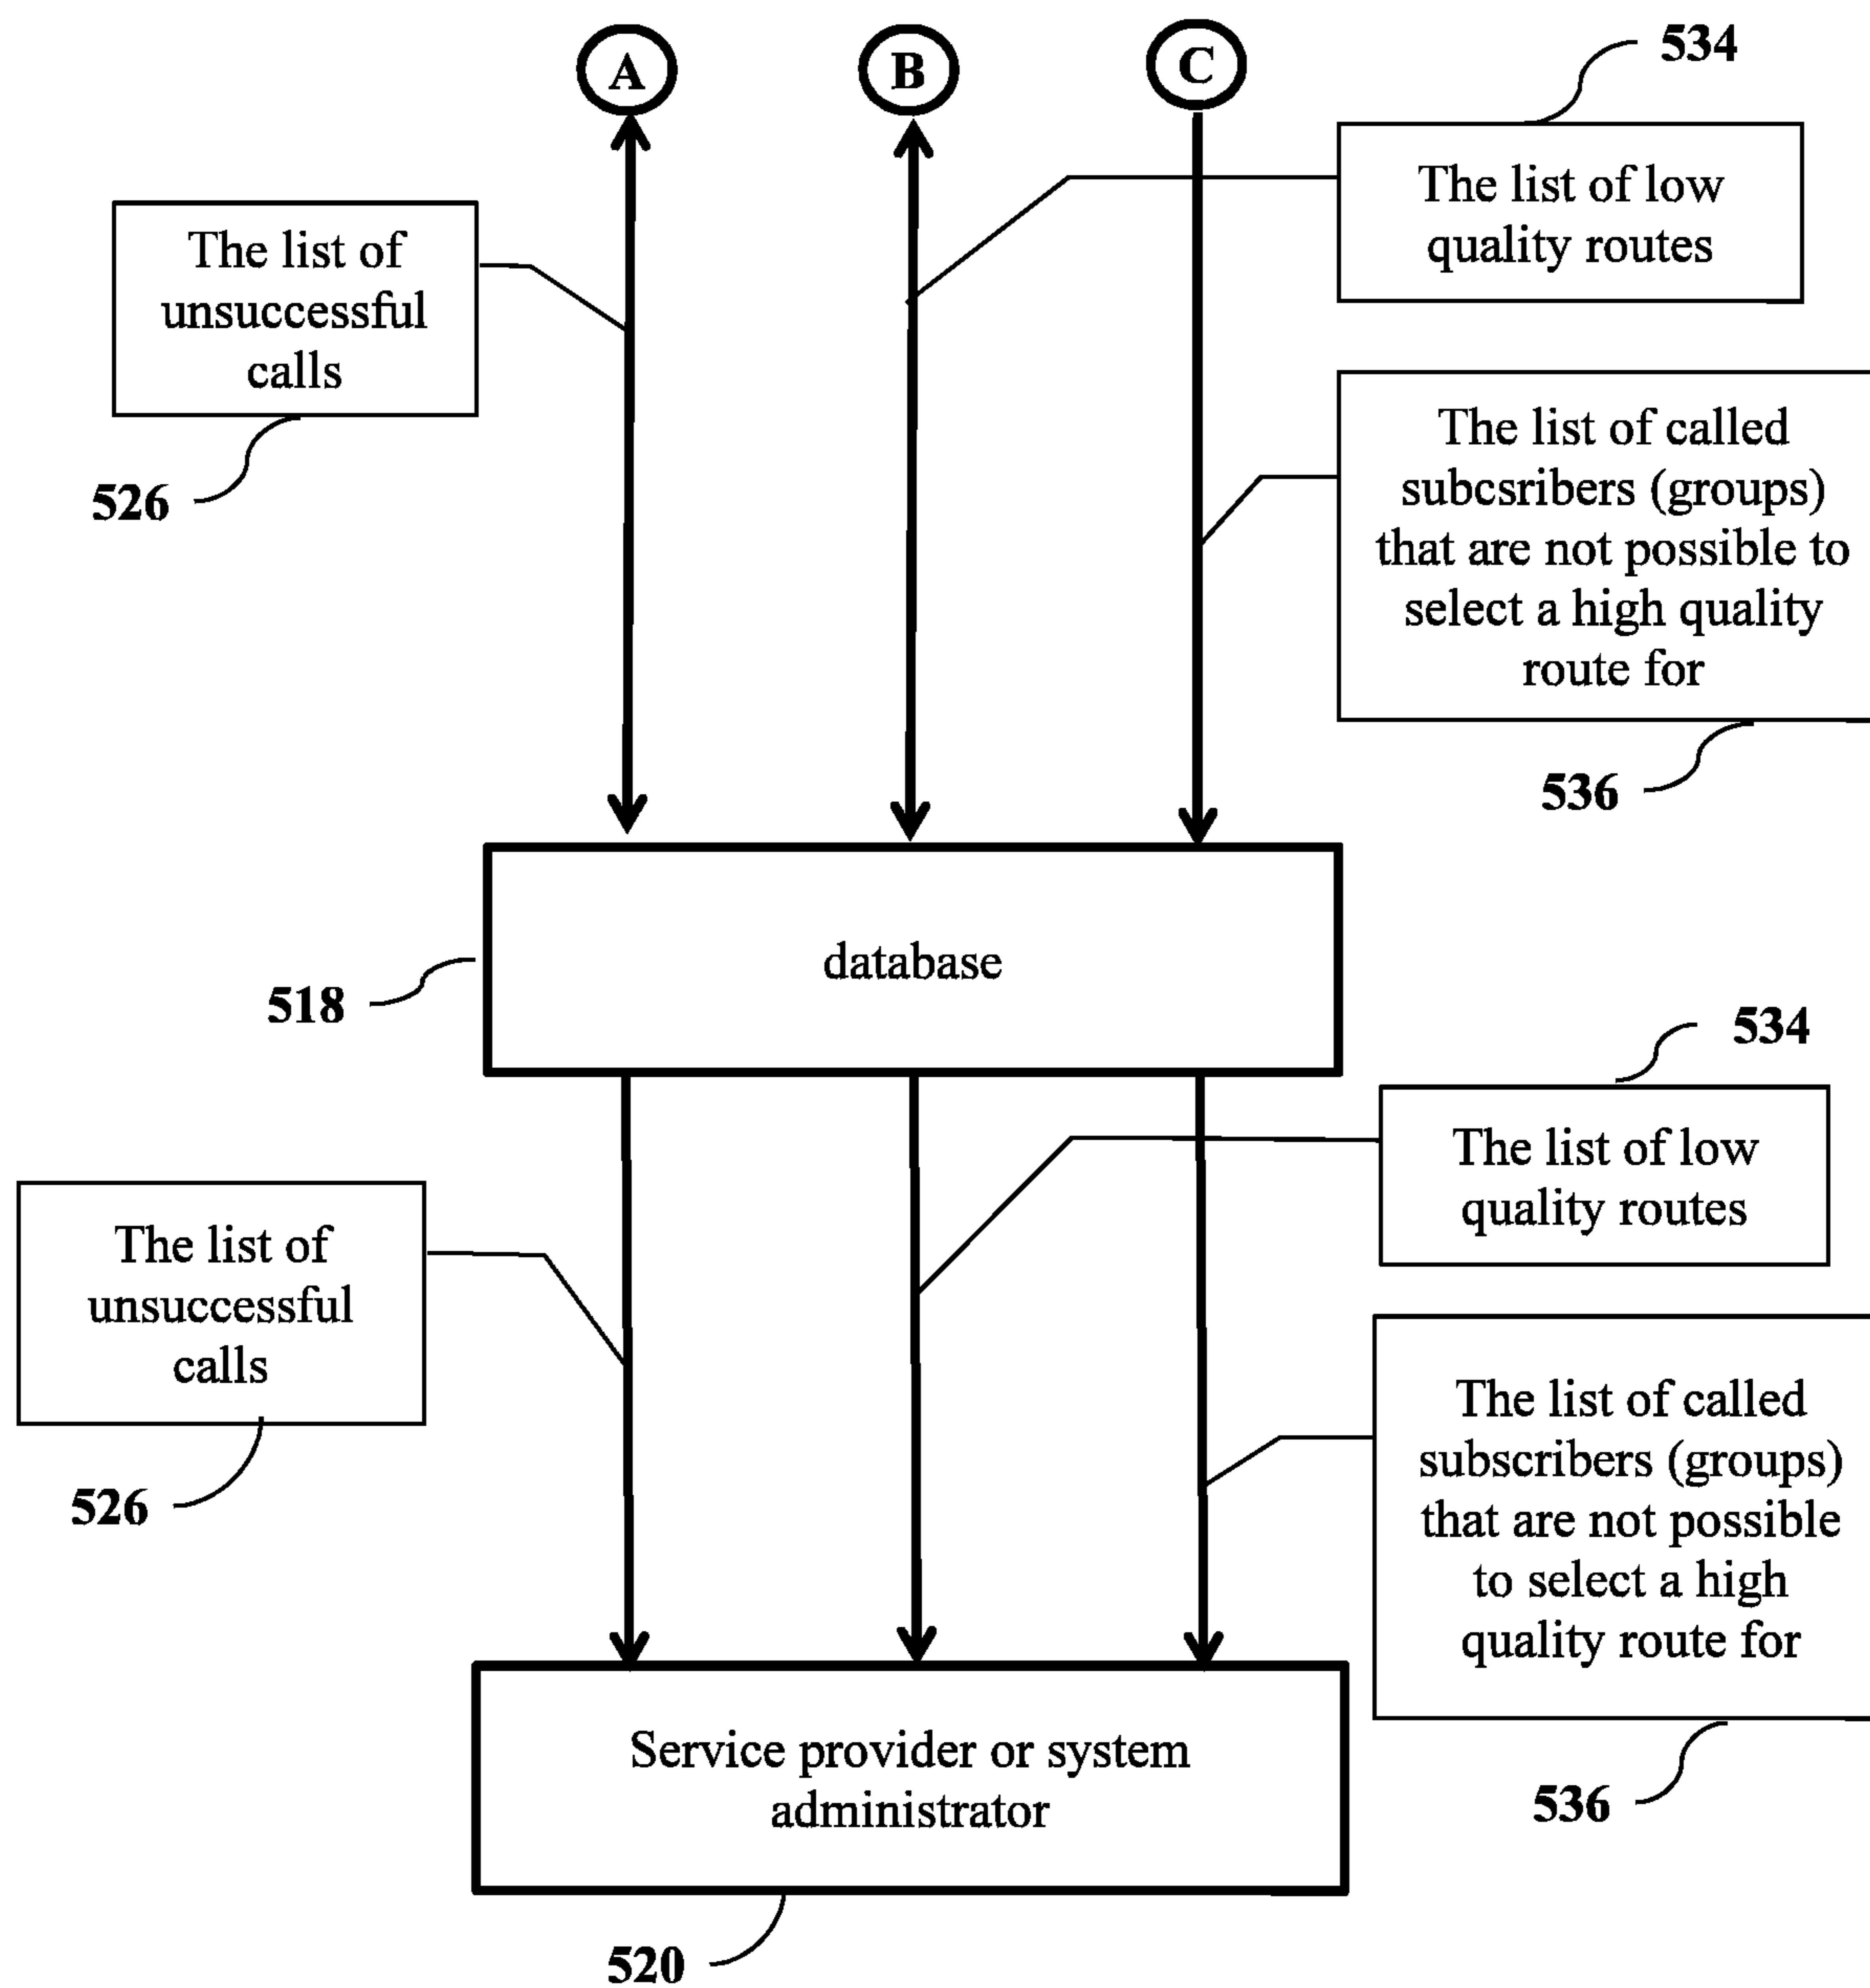 A
B
C
534
The list of low
quality routes
The list of
unsuccessful
calls
526
The list of called
subcsribers (groups)
that are not possible to
select a high quality
route for
536
database
518
534
The list of low
quality routes
The list of
unsuccessful
calls
526
The list of called
subscribers (groups)
that are not possible
to select a high
quality route for
536
Service provider or system
administrator
520